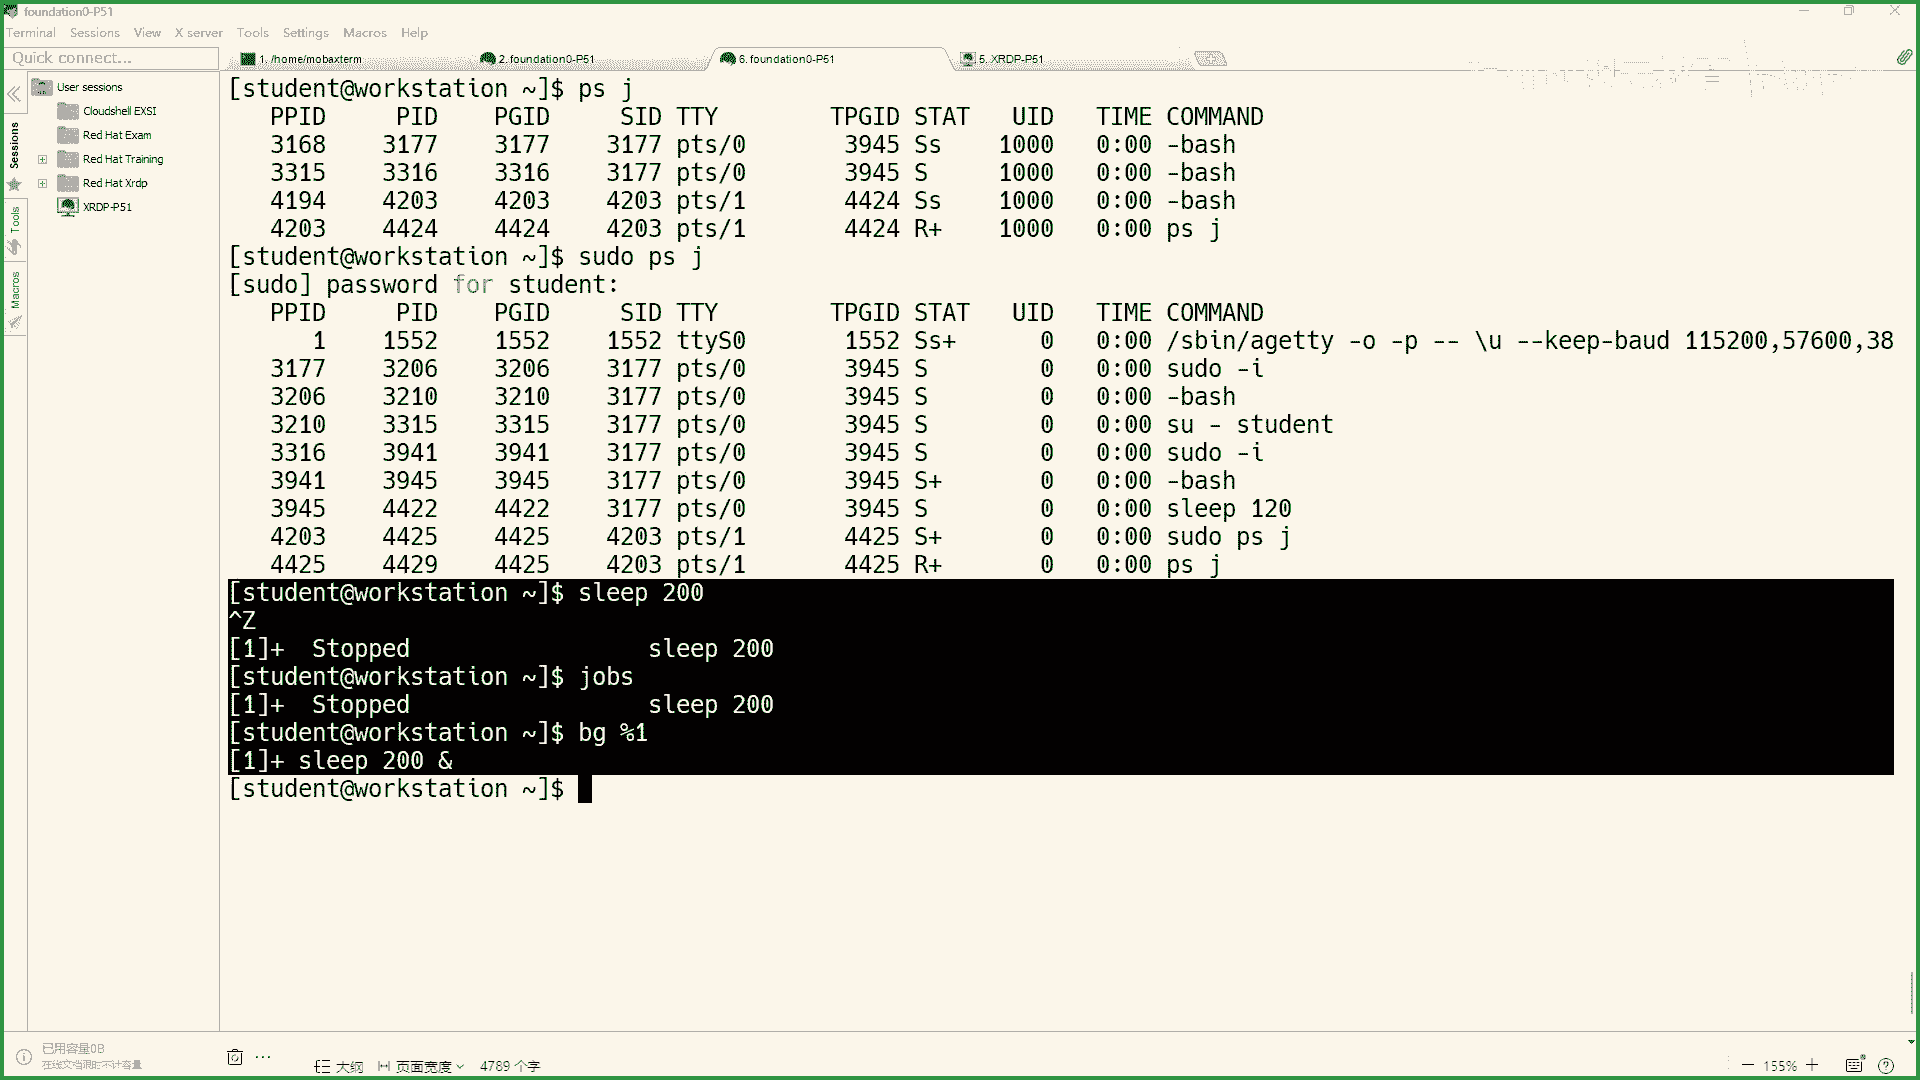 foundation0-P51
Terminal Sessions View X server Tools Settings Macros Help
Quick connect...
1. /home/mobaxterm
2. foundation0-P51
6. foundation0-P51
5. XRDP-P51
Sessions
Tools
Macros
User sessions
Cloudshell EXSI
Red Hat Exam
Red Hat Training
Red Hat Xrdp
XRDP-P51
[student@workstation ~]$ ps j
PPID PID PGID SID TTY TPGID STAT UID TIME COMMAND
3168 3177 3177 3177 pts/0 3945 Ss 1000 0:00 -bash
3315 3316 3316 3177 pts/0 3945 S 1000 0:00 -bash
4194 4203 4203 4203 pts/1 4424 Ss 1000 0:00 -bash
4203 4424 4424 4203 pts/1 4424 R+ 1000 0:00 ps j
[student@workstation ~]$ sudo ps j
[sudo] password for student:
PPID PID PGID SID TTY TPGID STAT UID TIME COMMAND
1 1552 1552 1552 ttyS0 1552 Ss+ 0 0:00 /sbin/agetty -o -p -- \u --keep-baud 115200,57600,38
3177 3206 3206 3177 pts/0 3945 S 0 0:00 sudo -i
3206 3210 3210 3177 pts/0 3945 S 0 0:00 -bash
3210 3315 3315 3177 pts/0 3945 S 0 0:00 su - student
3316 3941 3941 3177 pts/0 3945 S 0 0:00 sudo -i
3941 3945 3945 3177 pts/0 3945 S+ 0 0:00 -bash
3945 4422 4422 3177 pts/0 3945 S 0 0:00 sleep 120
4203 4425 4425 4203 pts/1 4425 S+ 0 0:00 sudo ps j
4425 4429 4425 4203 pts/1 4425 R+ 0 0:00 ps j
[student@workstation ~]$ sleep 200
^Z
[1]+ Stopped sleep 200
[student@workstation ~]$ jobs
[1]+ Stopped sleep 200
[student@workstation ~]$ bg %1
[1]+ sleep 200 &
[student@workstation ~]$
已用容量0B
在线文档限时不计容量
大纲 页面宽度 4789 个字
155%